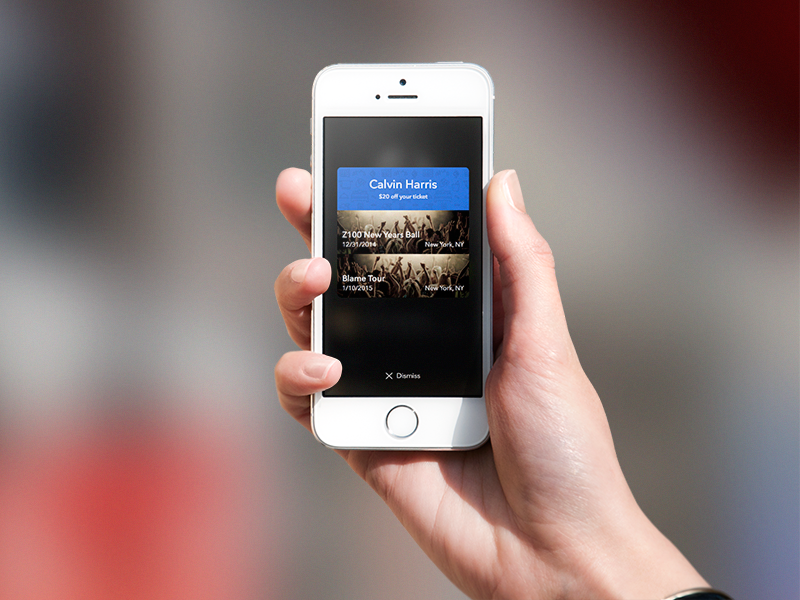 Calvin Harris
$20 off your ticket
Z100 New Years Ball
12/31/2014 New York, NY
Blame Tour
1/10/2015 New York, NY
Dismiss